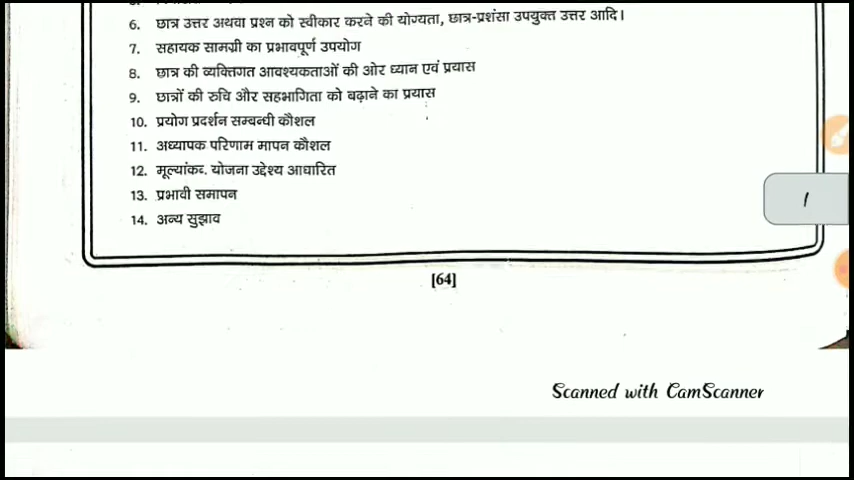 6. छात्र उत्तर अथवा प्रश्न को स्वीकार करने की योग्यता, छात्र-प्रशंसा उपयुक्त उत्तर आदि।
7. सहायक सामग्री का प्रभावपूर्ण उपयोग
8. छात्र की व्यक्तिगत आवश्यकताओं की ओर ध्यान एवं प्रयास
9. छात्रों की रुचि और सहभागिता को बढ़ाने का प्रयास
10. प्रयोग प्रदर्शन सम्बन्धी कौशल
11. अध्यापक परिणाम मापन कौशल
12. मूल्यांकन योजना उद्देश्य आधारित
13. प्रभावी समापन
14. अन्य सुझाव
[64]
Scanned with CamScanner